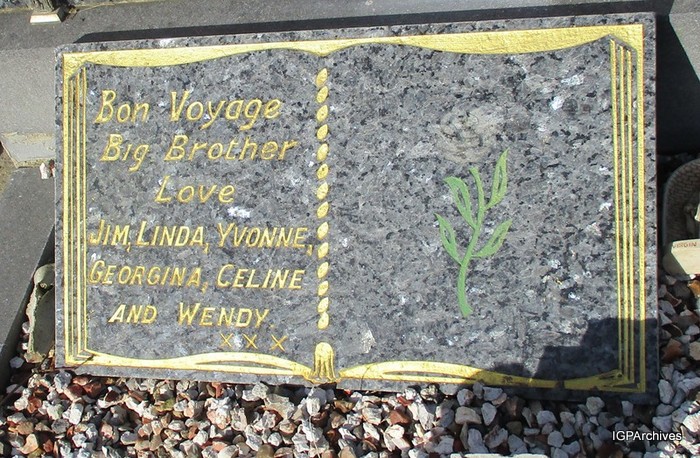 Bon Voyage
Big Brother
Love
JIM, LINDA, YVONNE,
GEORGINA, CELINE
AND WENDY.
XXX
IGPArchives